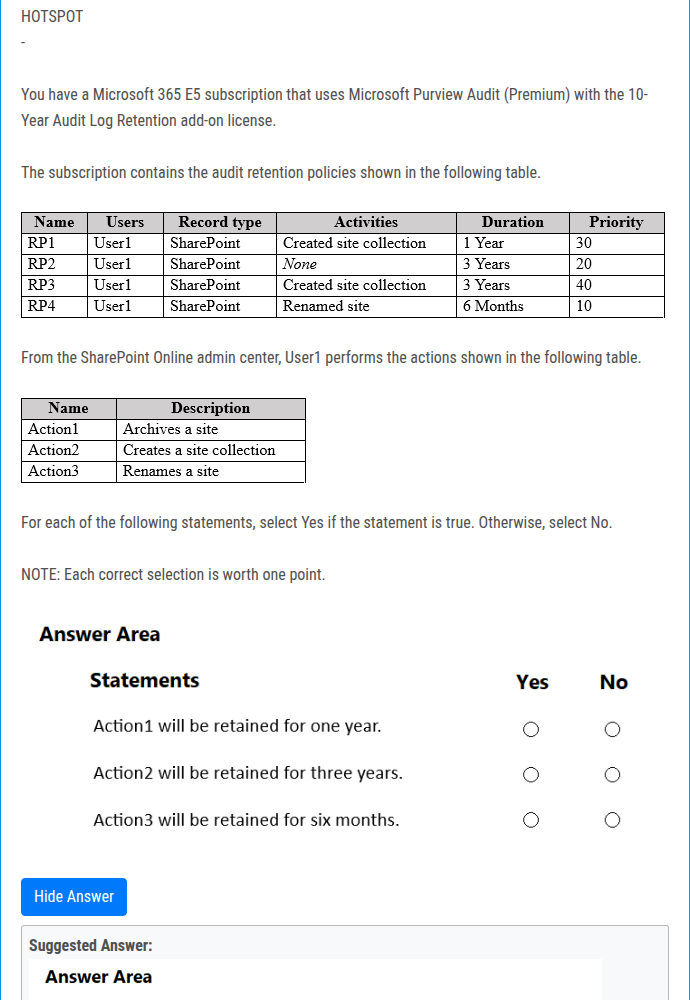 HOTSPOT
-
You have a Microsoft 365 E5 subscription that uses Microsoft Purview Audit (Premium) with the 10-
Year Audit Log Retention add-on license.
The subscription contains the audit retention policies shown in the following table.
Name Users Record type Activities Duration Priority
RP1 User1 SharePoint Created site collection 1 Year 30
RP2 User1 SharePoint None 3 Years 20
RP3 User1 SharePoint Created site collection 3 Years 40
RP4 User1 SharePoint Renamed site 6 Months 10
From the SharePoint Online admin center, User1 performs the actions shown in the following table.
Name Description
Action1 Archives a site
Action2 Creates a site collection
Action3 Renames a site
For each of the following statements, select Yes if the statement is true. Otherwise, select No.
NOTE: Each correct selection is worth one point.
Answer Area
Statements Yes No
Action1 will be retained for one year.
Action2 will be retained for three years.
Action3 will be retained for six months.
Hide Answer
Suggested Answer:
Answer Area